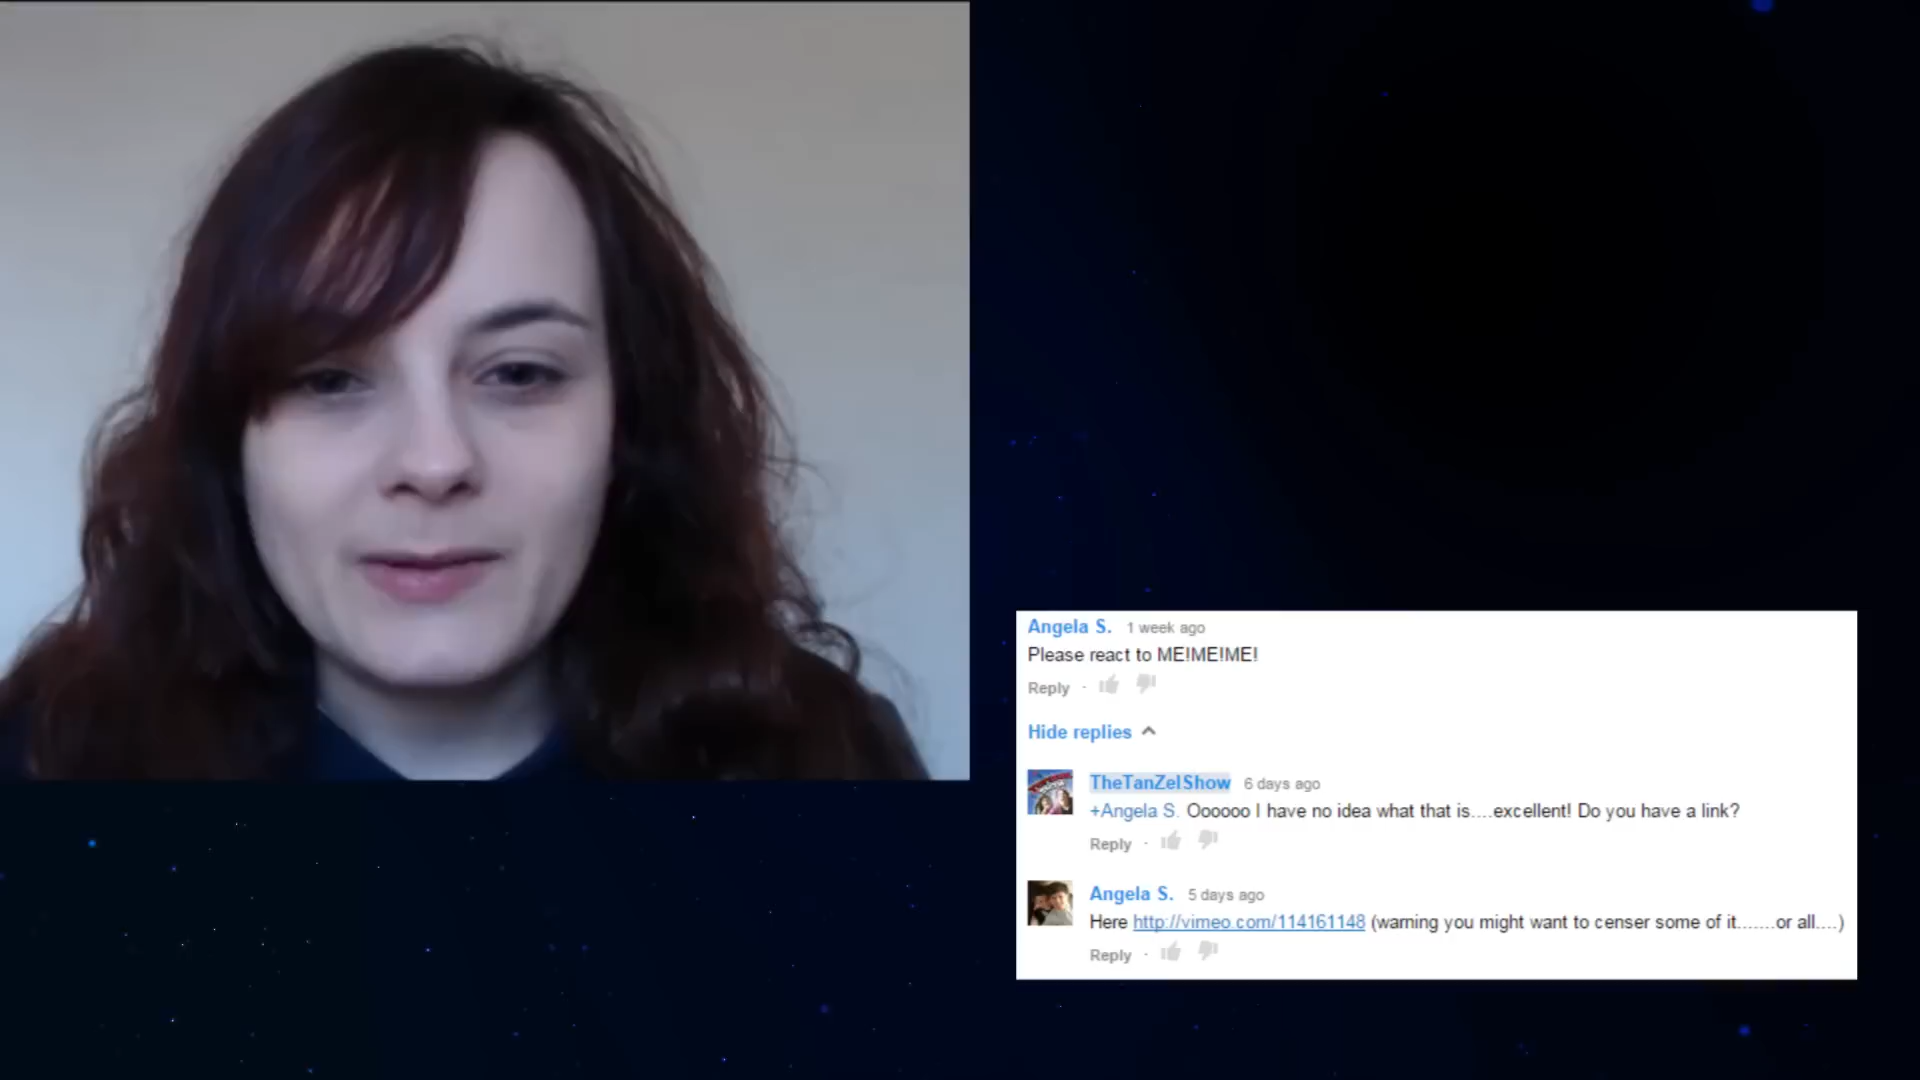 Angela S. 1 week ago
Please react to ME!ME!ME!
Reply ·
Hide replies
TheTanZelShow 6 days ago
+Angela S. Oooooo I have no idea what that is....excellent! Do you have a link?
Reply ·
Angela S. 5 days ago
Here http://vimeo.com/114161148 (warning you might want to censer some of it.......or all....)
Reply ·